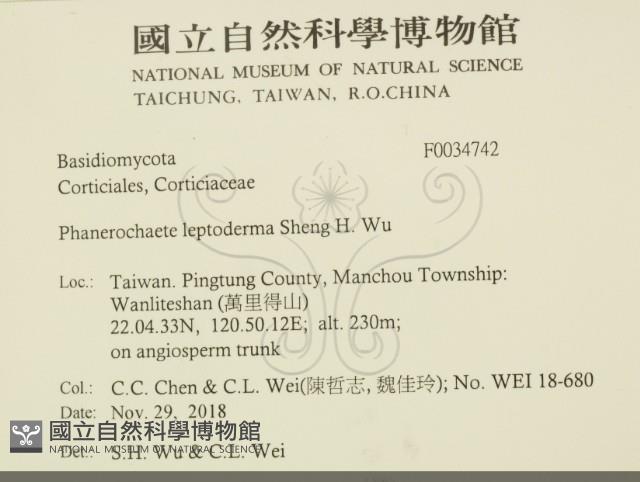 國立自然科學博物館
NATIONAL MUSEUM OF NATURAL SCIENCE
TAICHUNG, TAIWAN, R.O.CHINA
Basidiomycota F0034742
Corticiales, Corticiaceae
Phanerochaete leptoderma Sheng H. Wu
Loc.: Taiwan. Pingtung County, Manchou Township:
Wanliteshan (萬里得山)
22.04.33N, 120.50.12E; alt. 230m;
on angiosperm trunk
Col.: C.C. Chen & C.L. Wei(陳哲志, 魏佳玲); No. WEI 18-680
Date: Nov. 29, 2018
國立自然科學博物館
NATIONAL MUSEUM OF NATURAL SCIENCE
Det.: S.H. Wu & C.L. Wei